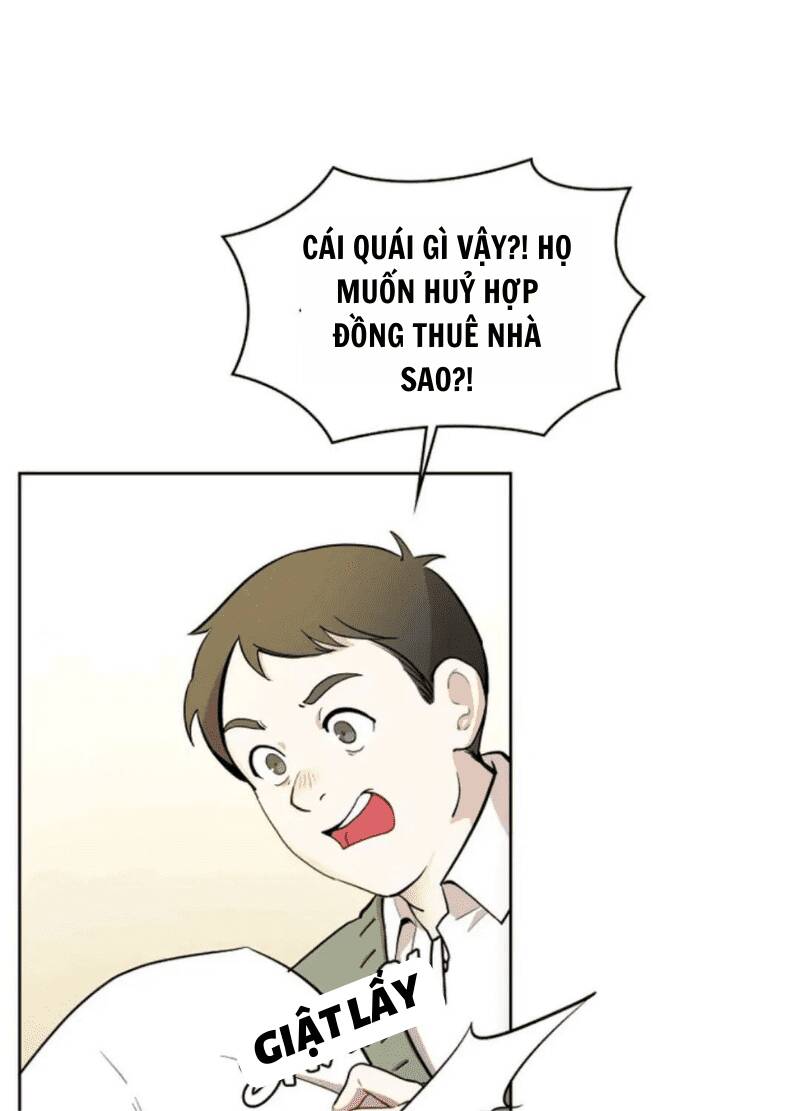 CÁI QUÁI GÌ VẬY?! HỌ
MUỐN HUỶ HỢP
ĐỒNG THUÊ NHÀ
SAO?!
GIẬT LẤY